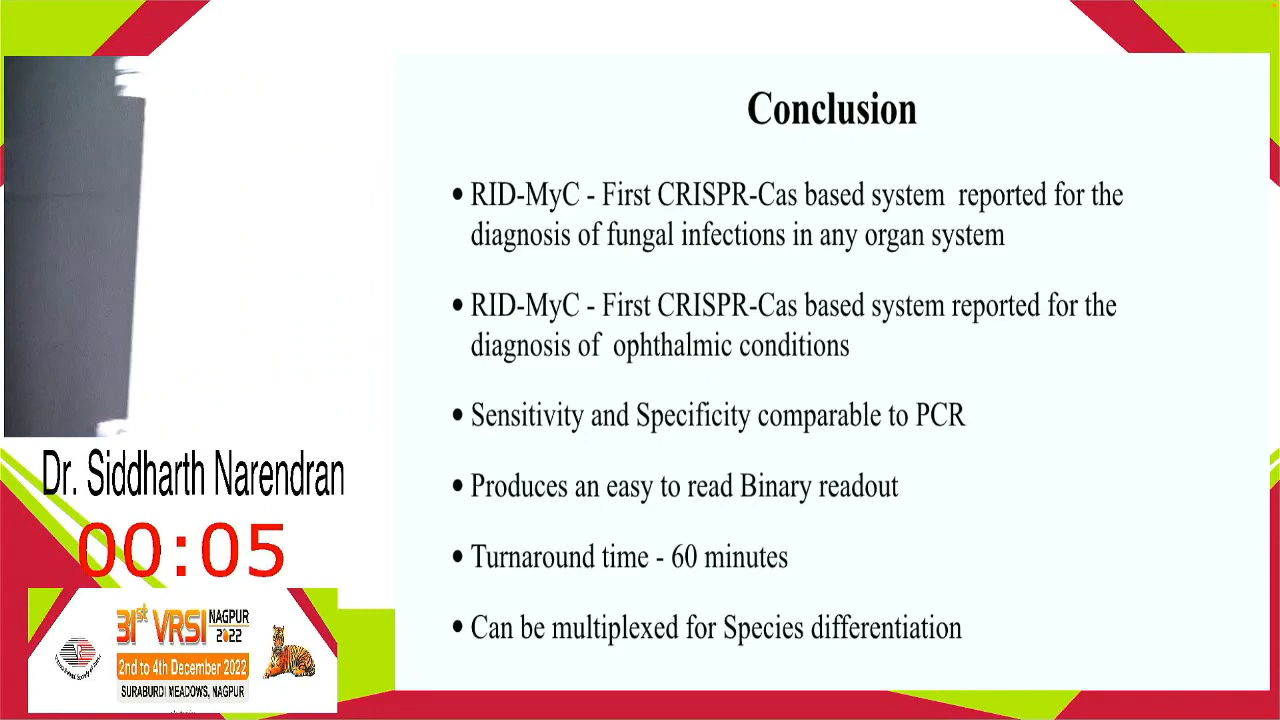 Conclusion
• RID-MyC - First CRISPR-Cas based system reported for the
diagnosis of fungal infections in any organ system
• RID-MyC - First CRISPR-Cas based system reported for the
diagnosis of ophthalmic conditions
• Sensitivity and Specificity comparable to PCR
• Produces an easy to read Binary readout
• Turnaround time - 60 minutes
• Can be multiplexed for Species differentiation
Dr. Siddharth Narendran
00:05
31st VRSI NAGPUR
2022
2nd to 4th December 2022
SURABURDI MEADOWS, NAGPUR